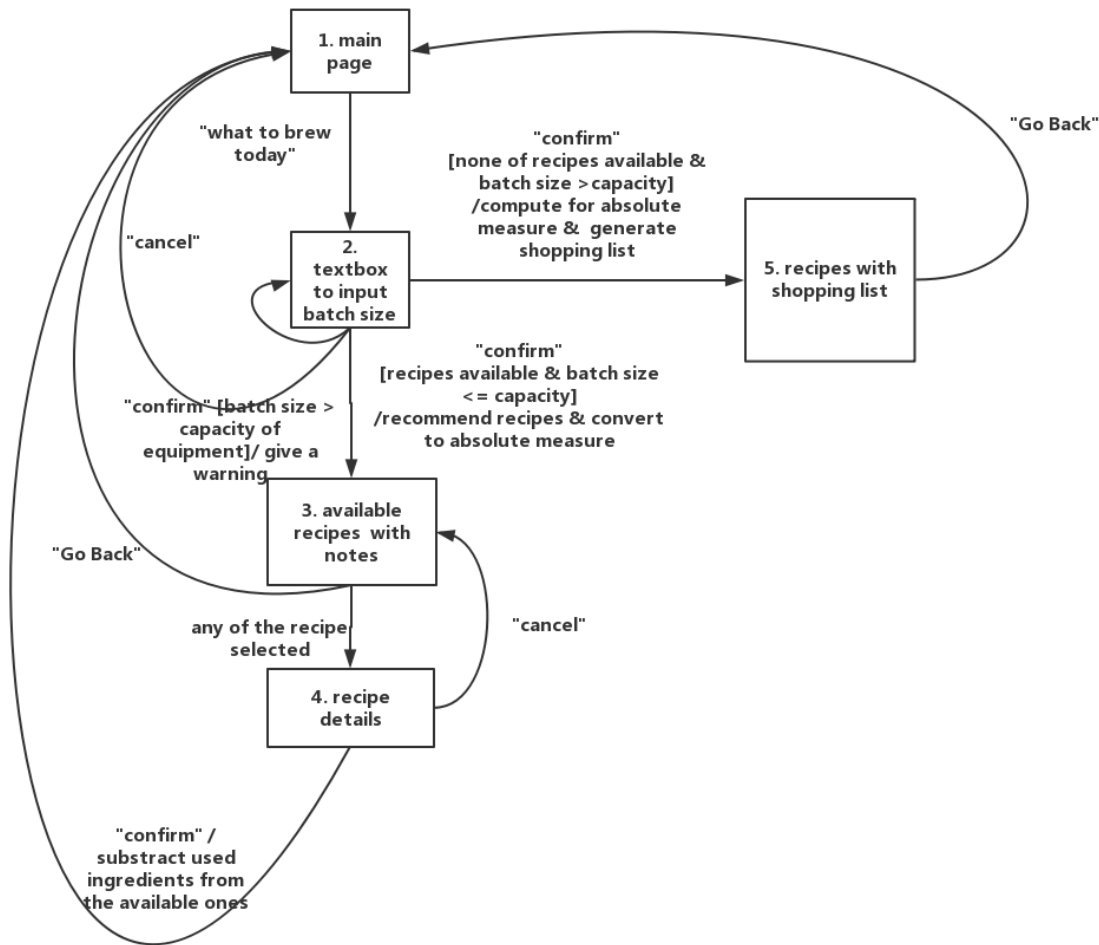 1. main
page
"what to brew
today"
"confirm"
[none of recipes available &
batch size >capacity]
/compute for absolute
measure & generate
shopping list
"Go Back"
"cancel"
2.
textbox
to input
batch size
5. recipes with
shopping list
"confirm"
[recipes available & batch size
<= capacity]
/recommend recipes & convert
to absolute measure
"confirm" [batch size >
capacity of
equipment]/ give a
warning
3. available
recipes with
notes
"Go Back"
any of the recipe
selected
"cancel"
4. recipe
details
"confirm" /
substract used
ingredients from
the available ones